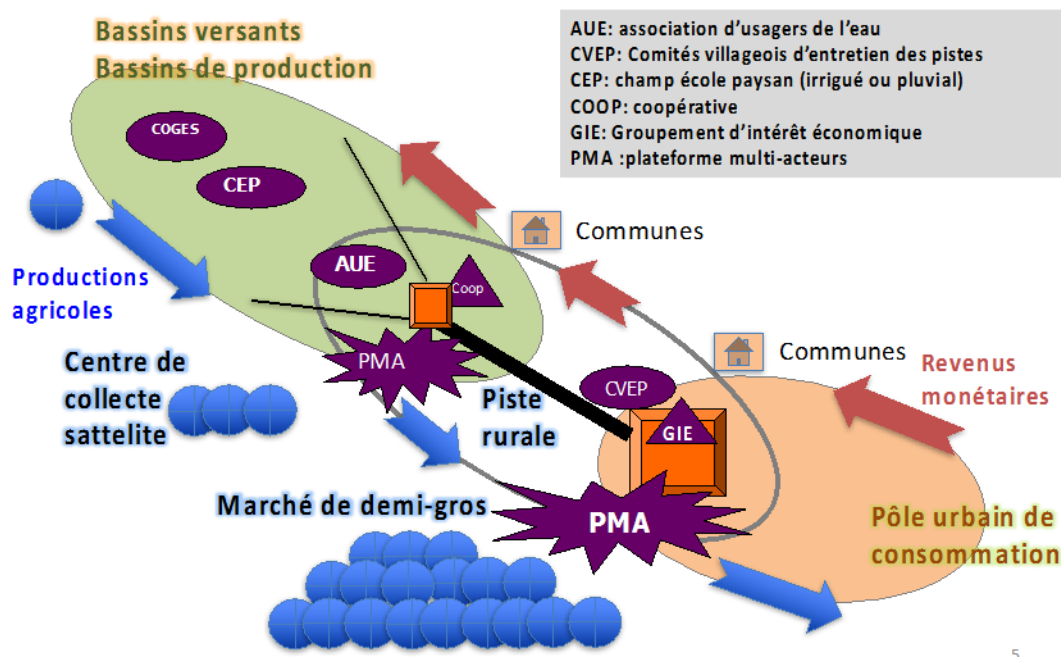 Bassins versants
Bassins de production
AUE: association d'usagers de l'eau
CVEP: Comités villageois d'entretien des pistes
CEP: champ école paysan (irrigué ou pluvial)
COOP: coopérative
GIE: Groupement d'intérêt économique
PMA :plateforme multi-acteurs
COGES
CEP
Communes
AUE
Coop
Productions
agricoles
PMA
Communes
Centre de
collecte
sattelite
Piste
rurale
CVEP
GIE
Revenus
monétaires
Marché de demi-gros
PMA
Pôle urbain de
consommation
5